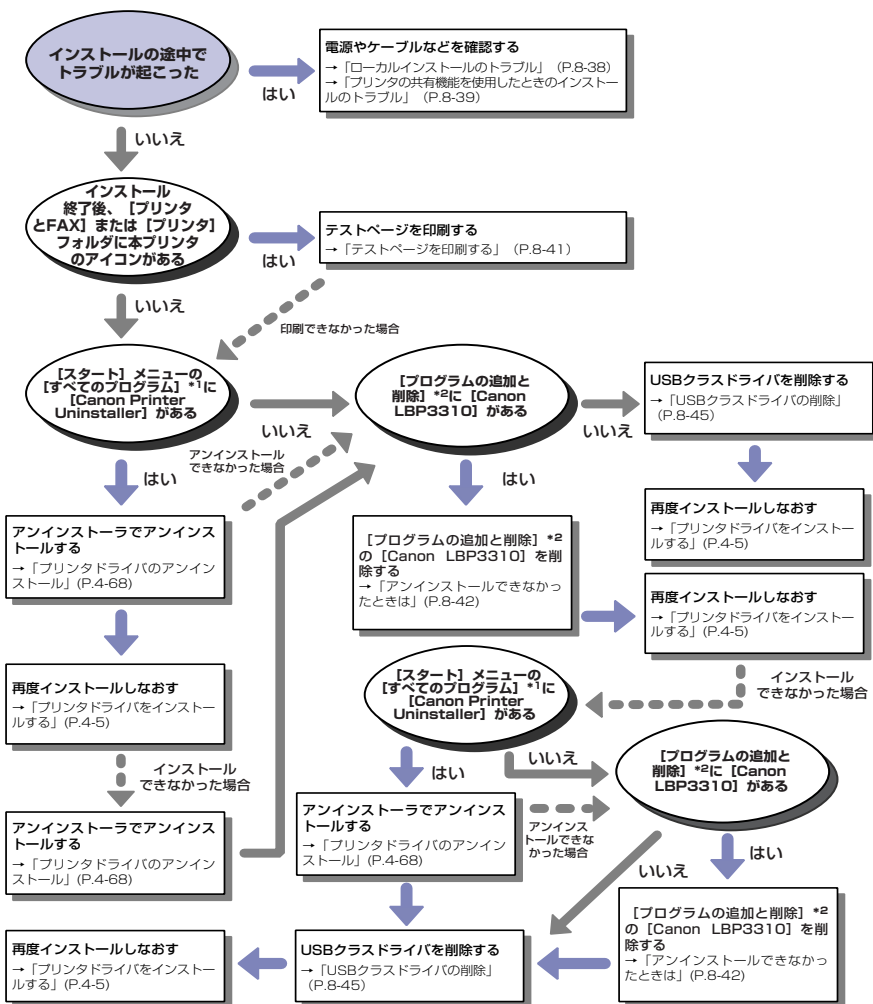 インストールの途中で
トラブルが起こった
はい
電源やケーブルなどを確認する
→「ローカルインストールのトラブル」（P.8-38）
→「プリンタの共有機能を使用したときのインストー
ルのトラブル」（P.8-39）
いいえ
インストール
終了後、［プリンタ
とFAX］または［プリンタ］
フォルダに本プリンタ
のアイコンがある
はい
テストページを印刷する
→「テストページを印刷する」（P.8-41）
いいえ
印刷できなかった場合
［スタート］メニューの
［すべてのプログラム］*1に
［Canon Printer
Uninstaller］がある
いいえ
［プログラムの追加と
削除］*2に［Canon
LBP3310］がある
いいえ
USBクラスドライバを削除する
→「USBクラスドライバの削除」
（P.8-45）
アンインストール
できなかった場合
はい
はい
アンインストーラでアンインス
トールする
→「プリンタドライバのアンイン
ストール」(P.4-68)
［プログラムの追加と削除］*2
の［Canon LBP3310］を削
除する
→「アンインストールできなかっ
たときは」(P.8-42)
再度インストールしなおす
→「プリンタドライバをインストー
ルする」(P.4-5)
再度インストールしなおす
→「プリンタドライバをインストー
ルする」(P.4-5)
再度インストールしなおす
→「プリンタドライバをインストー
ルする」(P.4-5)
［スタート］メニューの
［すべてのプログラム］*1に
［Canon Printer
Uninstaller］がある
インストール
できなかった場合
インストール
できなかった場合
はい
いいえ
［プログラムの追加と
削除］*2に［Canon
LBP3310］がある
アンインストーラでアンインス
トールする
→「プリンタドライバのアンイン
ストール」(P.4-68)
アンインストーラでアンインス
トールする
→「プリンタドライバのアンイン
ストール」(P.4-68)
アンインス
トールできな
かった場合
いいえ
はい
再度インストールしなおす
→「プリンタドライバをインストー
ルする」(P.4-5)
USBクラスドライバを削除する
→「USBクラスドライバの削除」
（P.8-45）
［プログラムの追加と削除］*2
の［Canon LBP3310］を削
除する
→「アンインストールできなかっ
たときは」(P.8-42)